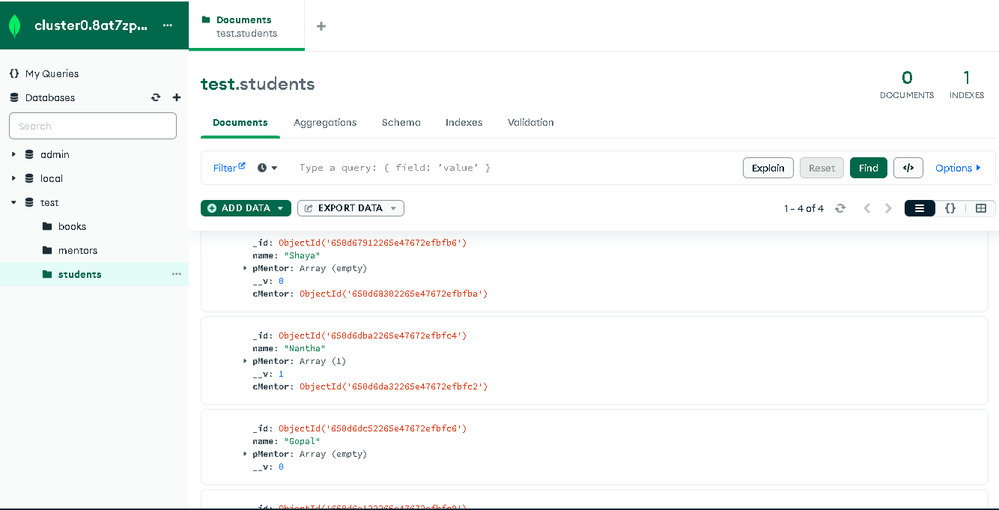 cluster0.8at7zp... ...
Documents
test.students
+
{} My Queries
Databases
Search
admin
local
test
books
mentors
students ...
test.students
0
DOCUMENTS
1
INDEXES
Documents Aggregations Schema Indexes Validation
Filter Type a query: { field: 'value' } Explain Reset Find </> Options
ADD DATA EXPORT DATA 1 - 4 of 4 {}
_id: ObjectId('650d67912265e47672efbfb6')
name: "Shaya"
pMentor: Array (empty)
__v: 0
cMentor: ObjectId('650d68302265e47672efbfba')
_id: ObjectId('650d6dba2265e47672efbfc4')
name: "Nantha"
pMentor: Array (1)
__v: 1
cMentor: ObjectId('650d6da32265e47672efbfc2')
_id: ObjectId('650d6dc52265e47672efbfc6')
name: "Gopal"
pMentor: Array (empty)
__v: 0